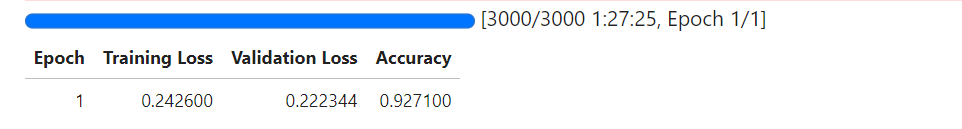 [3000/3000 1:27:25, Epoch 1/1]
Epoch Training Loss Validation Loss Accuracy
1 0.242600 0.222344 0.927100